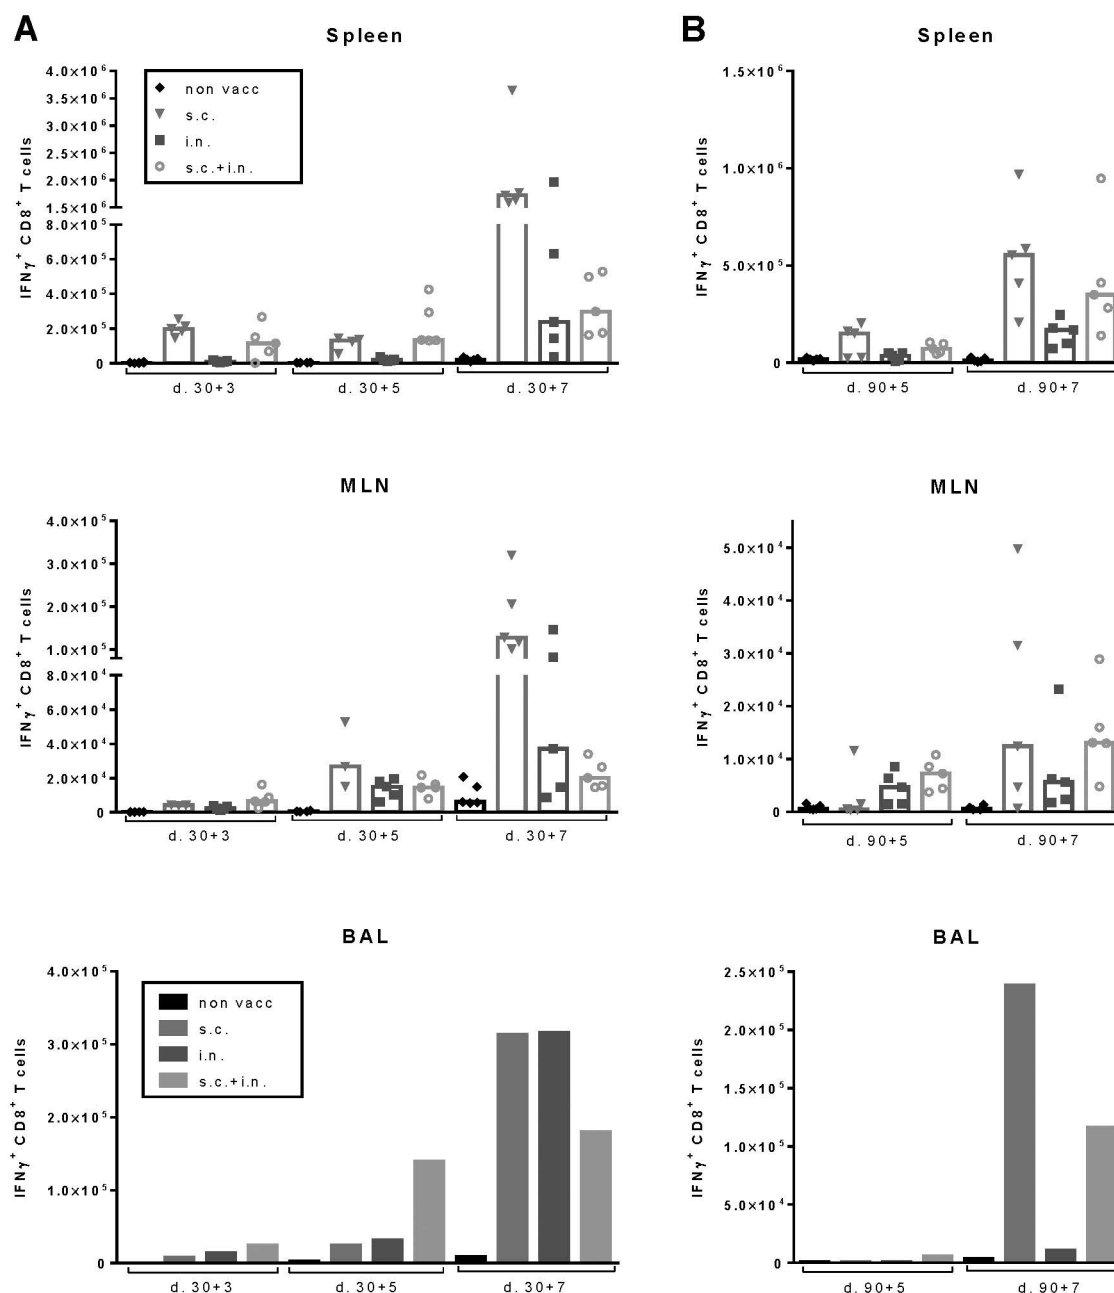 A
Spleen
IFNγ⁺ CD8⁺ T cells
4.0×10⁶
3.5×10⁶
3.0×10⁶
2.5×10⁶
2.0×10⁶
1.5×10⁶
8.0×10⁵
6.0×10⁵
4.0×10⁵
2.0×10⁵
0
non vacc
s.c.
i.n.
s.c.+i.n.
d. 30+3
d. 30+5
d. 30+7
B
Spleen
IFNγ⁺ CD8⁺ T cells
1.5×10⁶
1.0×10⁶
5.0×10⁵
0
d. 90+5
d. 90+7
MLN
IFNγ⁺ CD8⁺ T cells
4.0×10⁵
3.0×10⁵
2.0×10⁵
1.0×10⁵
8.0×10⁴
6.0×10⁴
4.0×10⁴
2.0×10⁴
0
d. 30+3
d. 30+5
d. 30+7
MLN
IFNγ⁺ CD8⁺ T cells
5.0×10⁴
4.0×10⁴
3.0×10⁴
2.0×10⁴
1.0×10⁴
0
d. 90+5
d. 90+7
BAL
IFNγ⁺ CD8⁺ T cells
4.0×10⁵
3.0×10⁵
2.0×10⁵
1.0×10⁵
0
non vacc
s.c.
i.n.
s.c.+i.n.
d. 30+3
d. 30+5
d. 30+7
BAL
IFNγ⁺ CD8⁺ T cells
2.5×10⁵
2.0×10⁵
1.5×10⁵
1.0×10⁵
5.0×10⁴
0
d. 90+5
d. 90+7